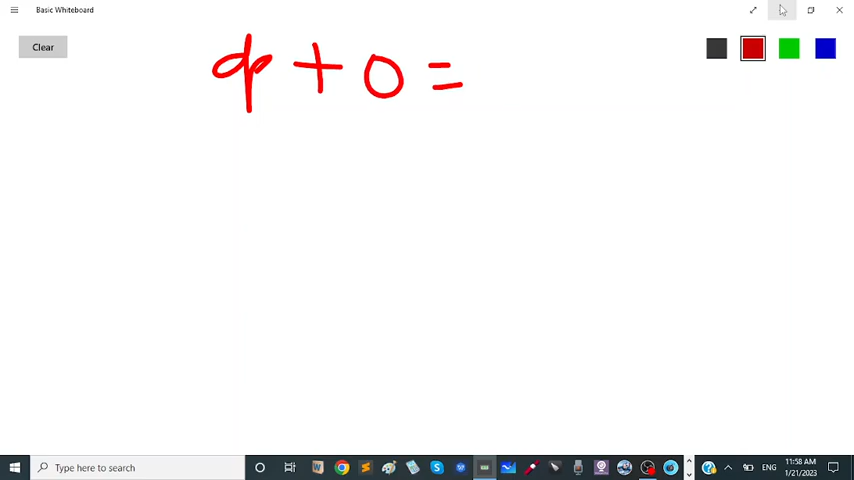 Basic Whiteboard
Clear
क + 0 =
Type here to search
ENG
11:58 AM
1/21/2023